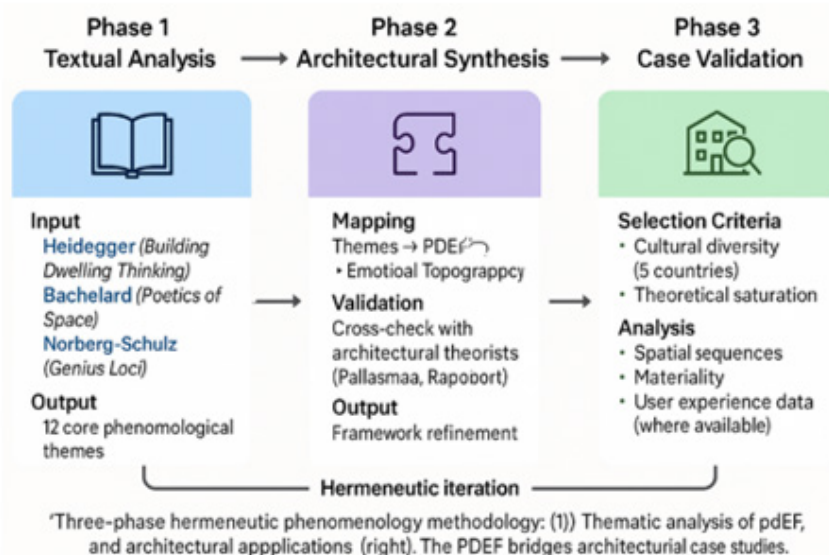 Phase 1
Textual Analysis
Phase 2
Architectural Synthesis
Phase 3
Case Validation
Input
Heidegger (Building
Dwelling Thinking)
Bachelard (Poetics of
Space)
Norberg-Schulz
(Genius Loci)
Output
12 core phenomological
themes
Mapping
Themes → PDEF
• Emotioal Topograppcy
Validation
Cross-check with
architectural theorists
(Pallasmaa, Rapobort)
Output
Framework refinement
Selection Criteria
• Cultural diversity
(5 countries)
• Theoretical saturation
Analysis
• Spatial sequences
• Materiality
• User experience data
(where available)
Hermeneutic iteration
'Three-phase hermeneutic phenomology methodology: (1)) Thematic analysis of pdEF,
and architectural appplications (right). The PDEF bridges architecturial case studies.